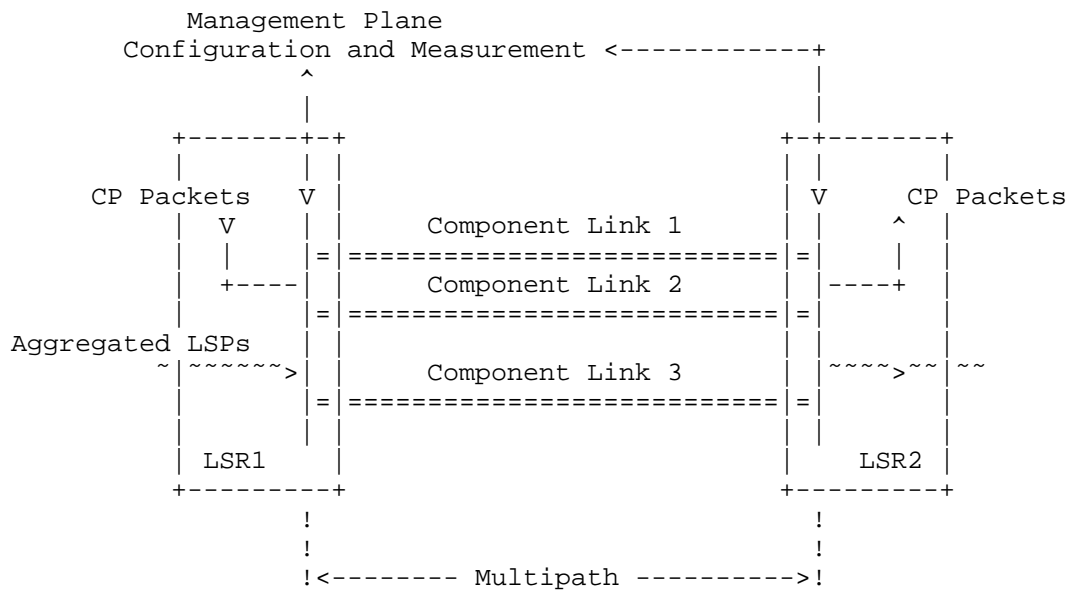 Management Plane
Configuration and Measurement <------------+
^ |
| |
+-------+-+ +-+-------+
| | | | | |
CP Packets V | | V CP Packets
| V | | Component Link 1 | | ^ |
| | |=|===========================|=| | |
| +----| | Component Link 2 | |----+ |
| |=|===========================|=| |
Aggregated LSPs | | | | |
~|~~~~~~>| | Component Link 3 | |~~~~>~~|~~
| |=|===========================|=| |
| | | | | |
| LSR1 | | LSR2 |
+---------+ +---------+
! !
! !
!<-------- Multipath ---------->!